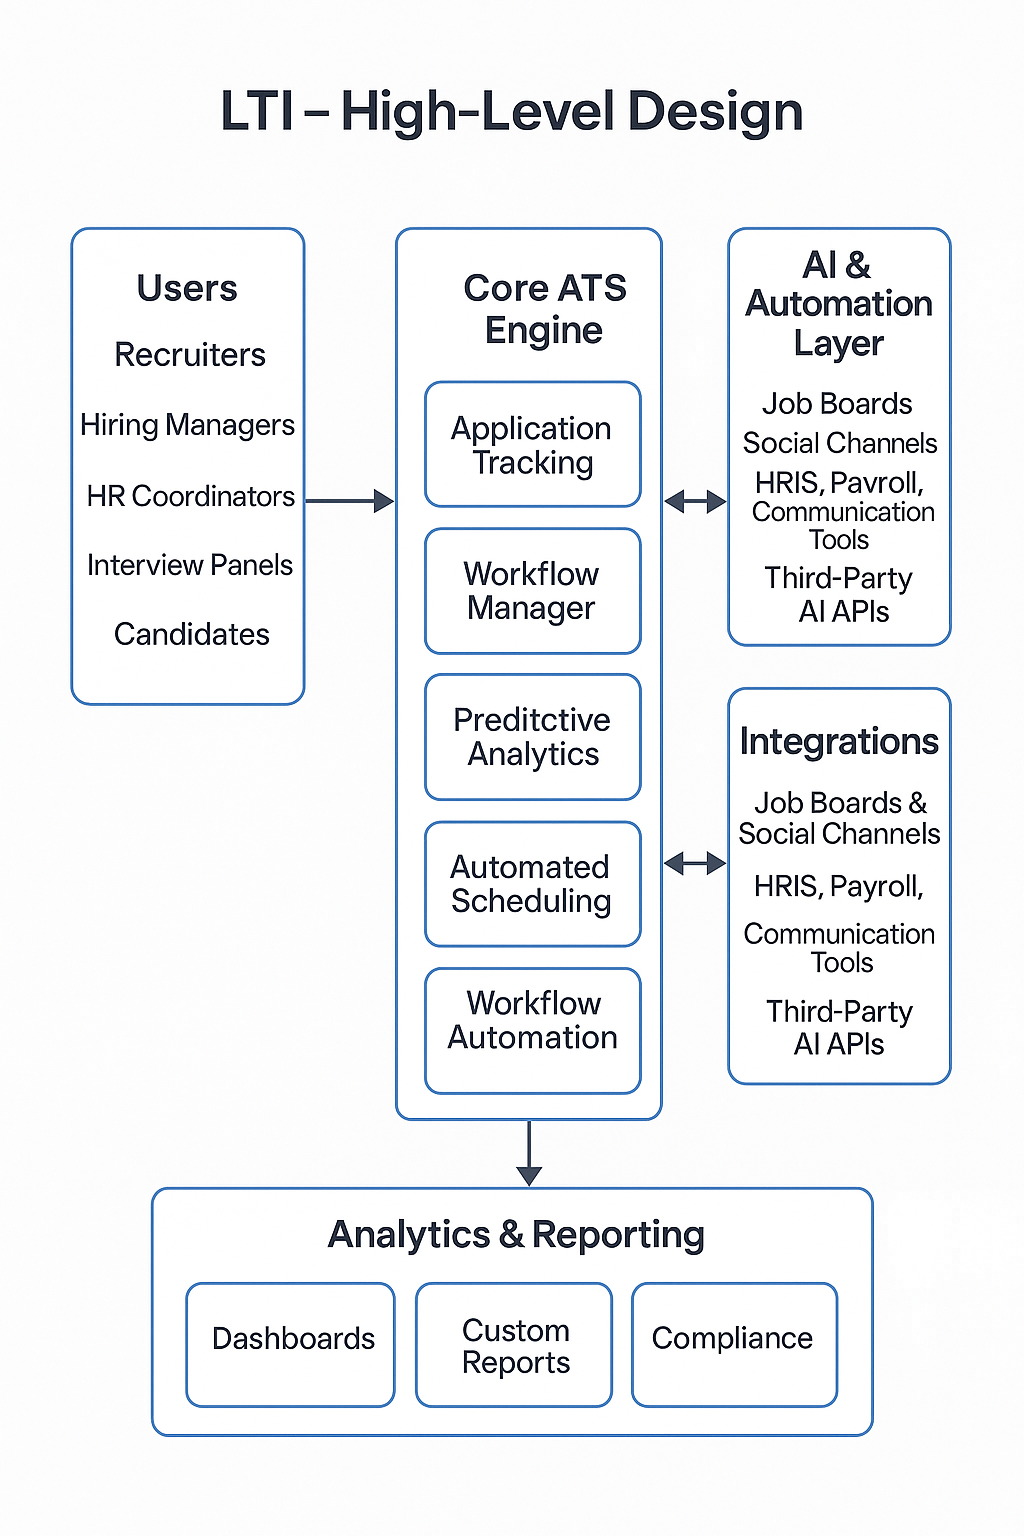 LTI – High-Level Design
Users
Recruiters
Hiring Managers
HR Coordinators
Interview Panels
Candidates
Core ATS
Engine
Application
Tracking
Workflow
Manager
Preditctive
Analytics
Automated
Scheduling
Workflow
Automation
AI &
Automation
Layer
Job Boards
Social Channels
HRIS, Pavroll,
Communication
Tools
Third-Party
AI APIs
Integrations
Job Boards &
Social Channels
HRIS, Payroll,
Communication
Tools
Third-Party
AI APIs
Analytics & Reporting
Dashboards
Custom
Reports
Compliance